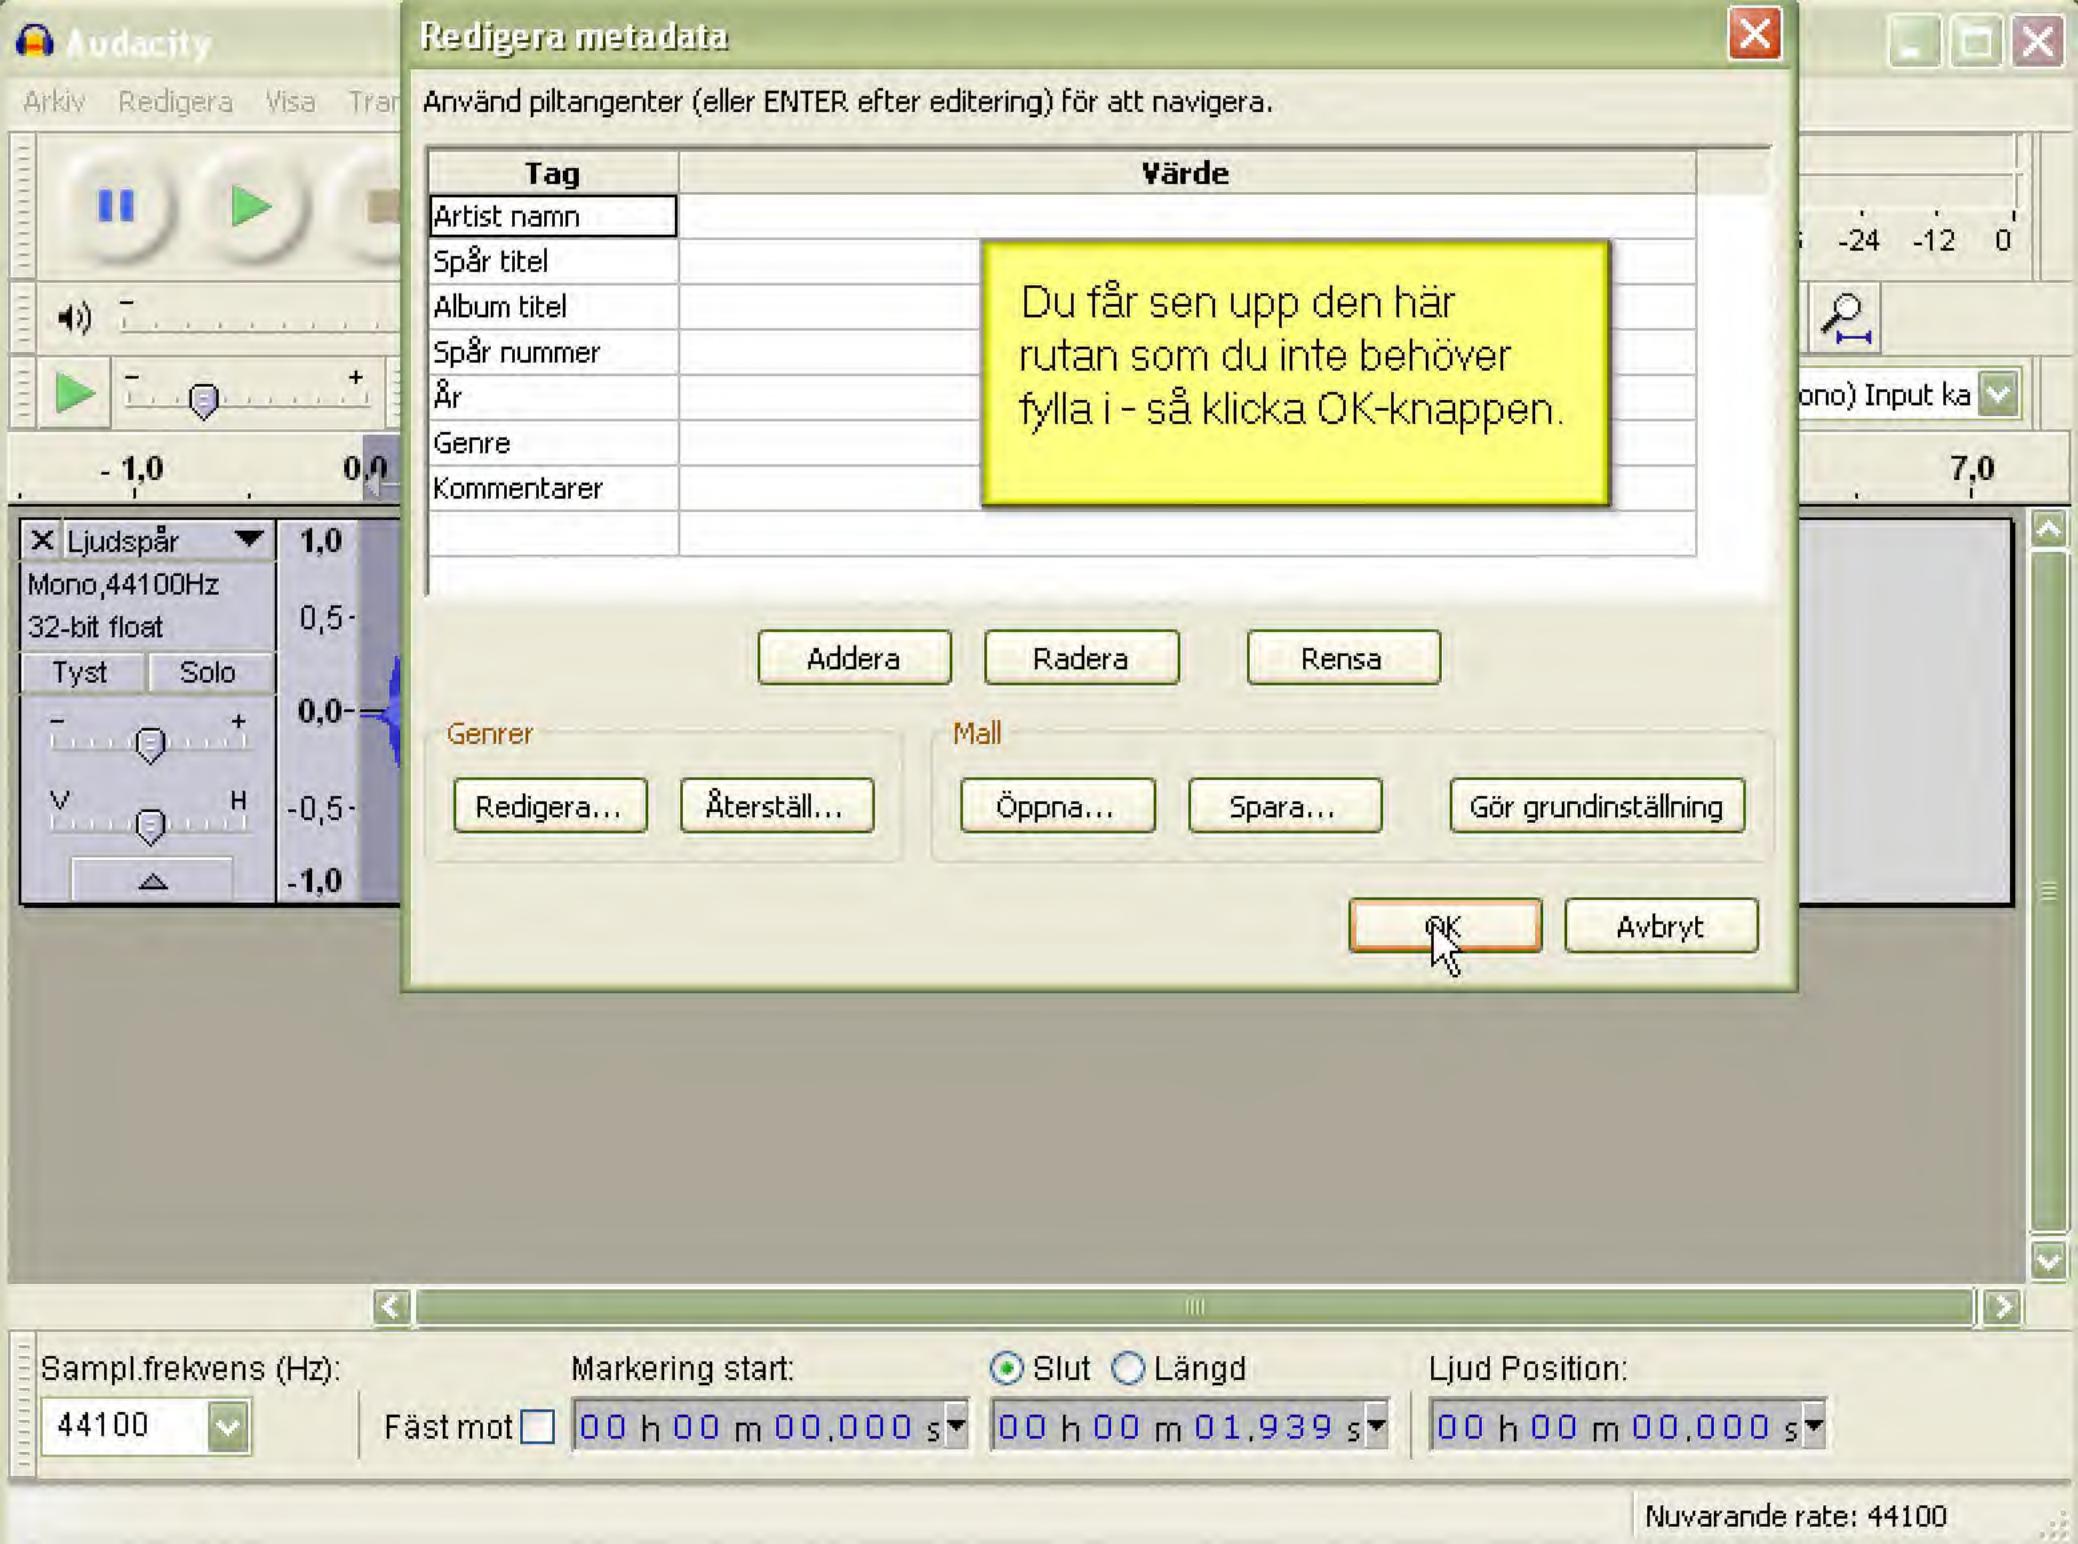 Audacity
Redigera metadata
Arkiv Redigera Visa
Använd piltangenter (eller ENTER efter editering) för att navigera.
Tag Värde
Artist namn
Spår titel
Album titel
Spår nummer
År
Genre
Kommentarer
Du får sen upp den här
rutan som du inte behöver
fylla i - så klicka OK-knappen.
-24 -12 0
- +
Input ka
- 1,0 0,0 7,0
X Ljudspår
Mono,44100Hz
32-bit float
Tyst Solo
- +
V H
1,0
0,5-
0,0-
-0,5-
-1,0
Addera Radera Rensa
Genrer Mall
Redigera... Återställ... Öppna... Spara... Gör grundinställning
OK Avbryt
Sampl.frekvens (Hz): Markering start: Slut Längd Ljud Position:
44100 Fäst mot 00 h 00 m 00.000 s 00 h 00 m 01.939 s 00 h 00 m 00.000 s
Nuvarande rate: 44100